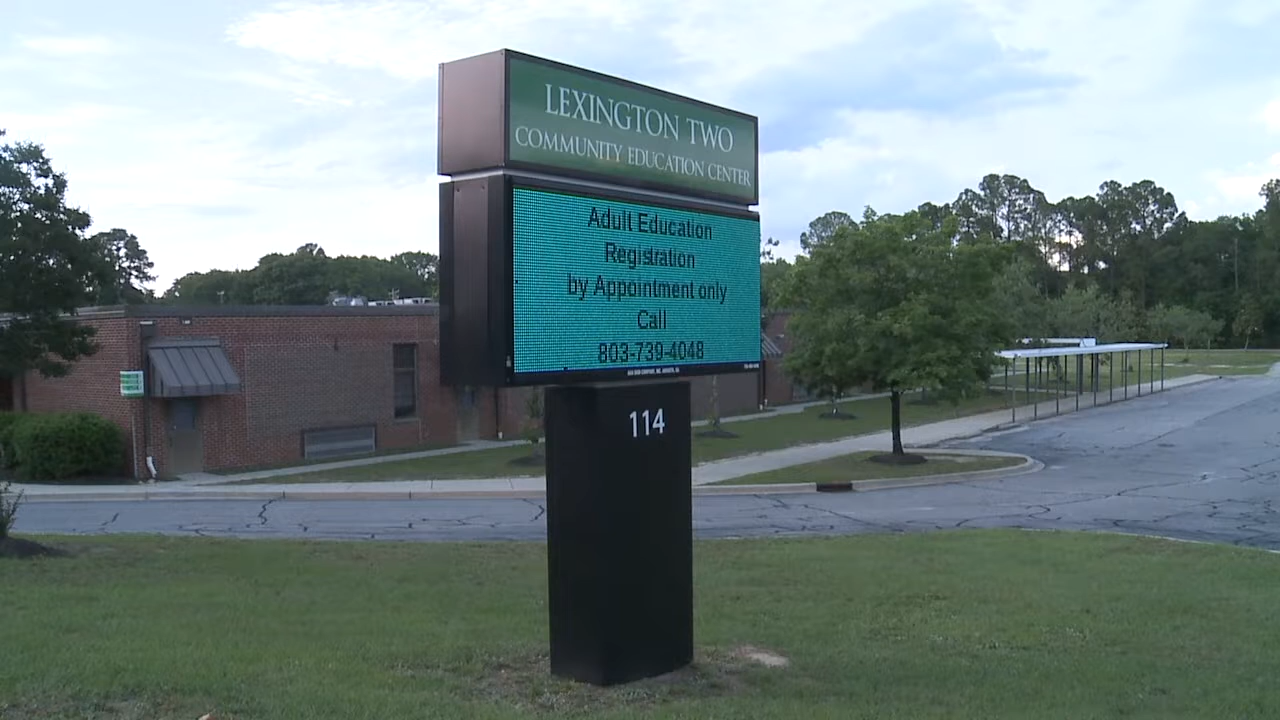 LEXINGTON TWO
COMMUNITY EDUCATION CENTER
Adult Education
Registration
by Appointment only
Call
803-739-4048
114